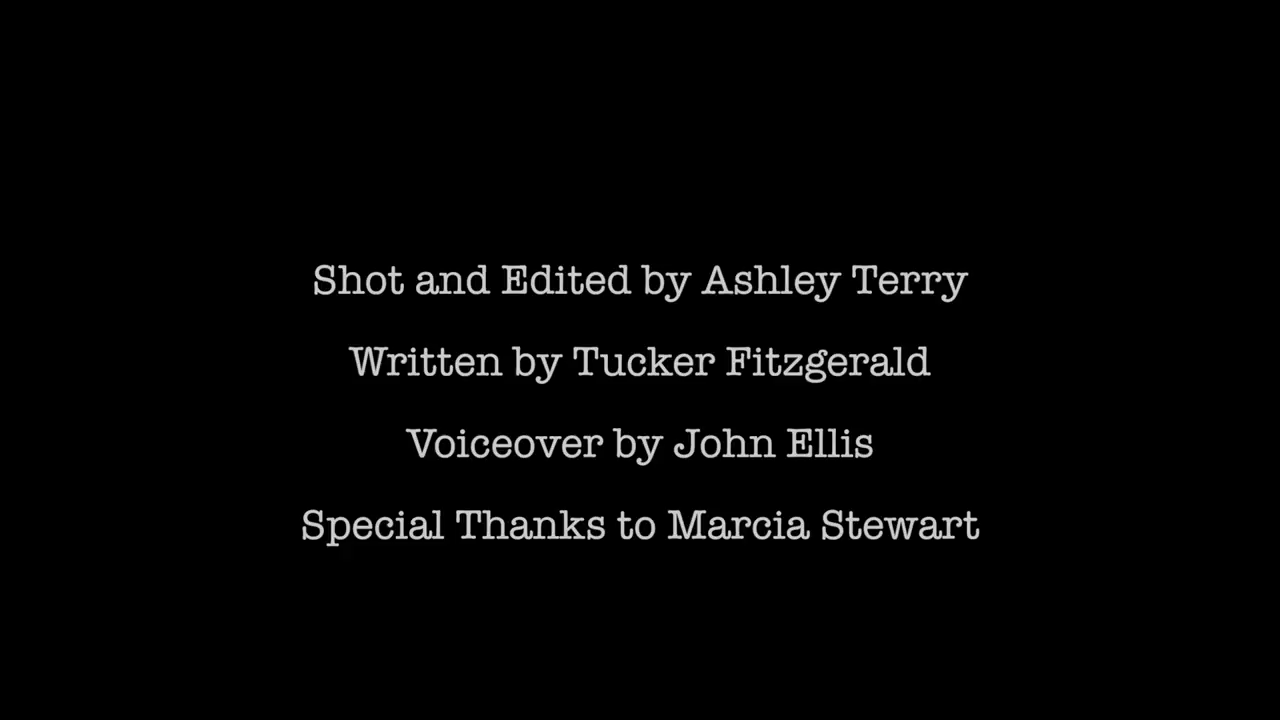 Shot and Edited by Ashley Terry
Written by Tucker Fitzgerald
Voiceover by John Ellis
Special Thanks to Marcia Stewart